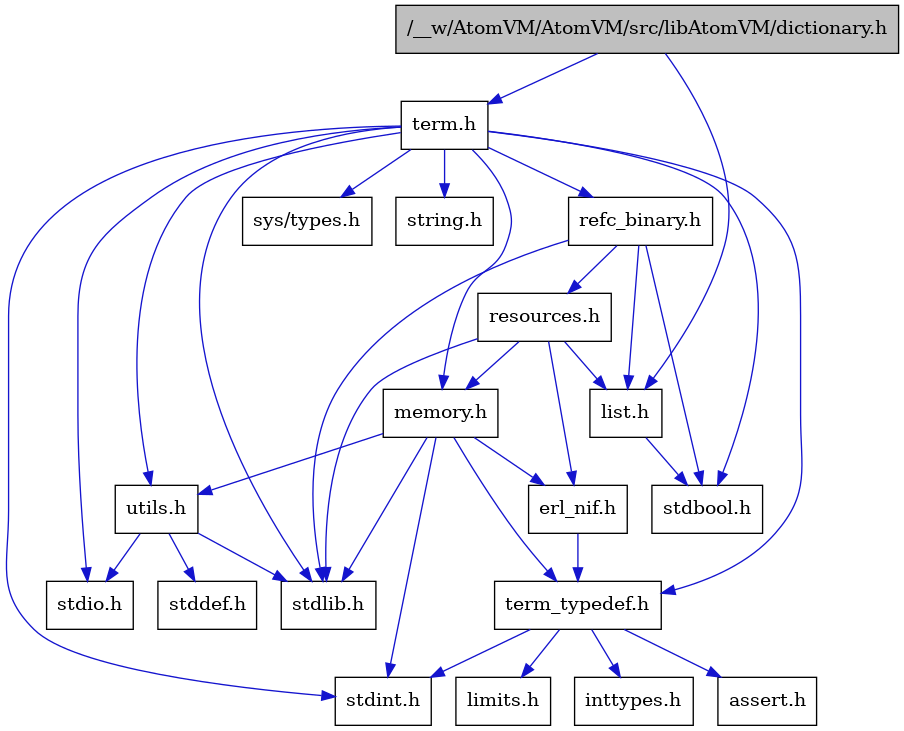 /__w/AtomVM/AtomVM/src/libAtomVM/dictionary.h
term.h
sys/types.h
string.h
refc_binary.h
resources.h
memory.h
list.h
utils.h
erl_nif.h
stdbool.h
stdio.h
stddef.h
stdlib.h
term_typedef.h
stdint.h
limits.h
inttypes.h
assert.h